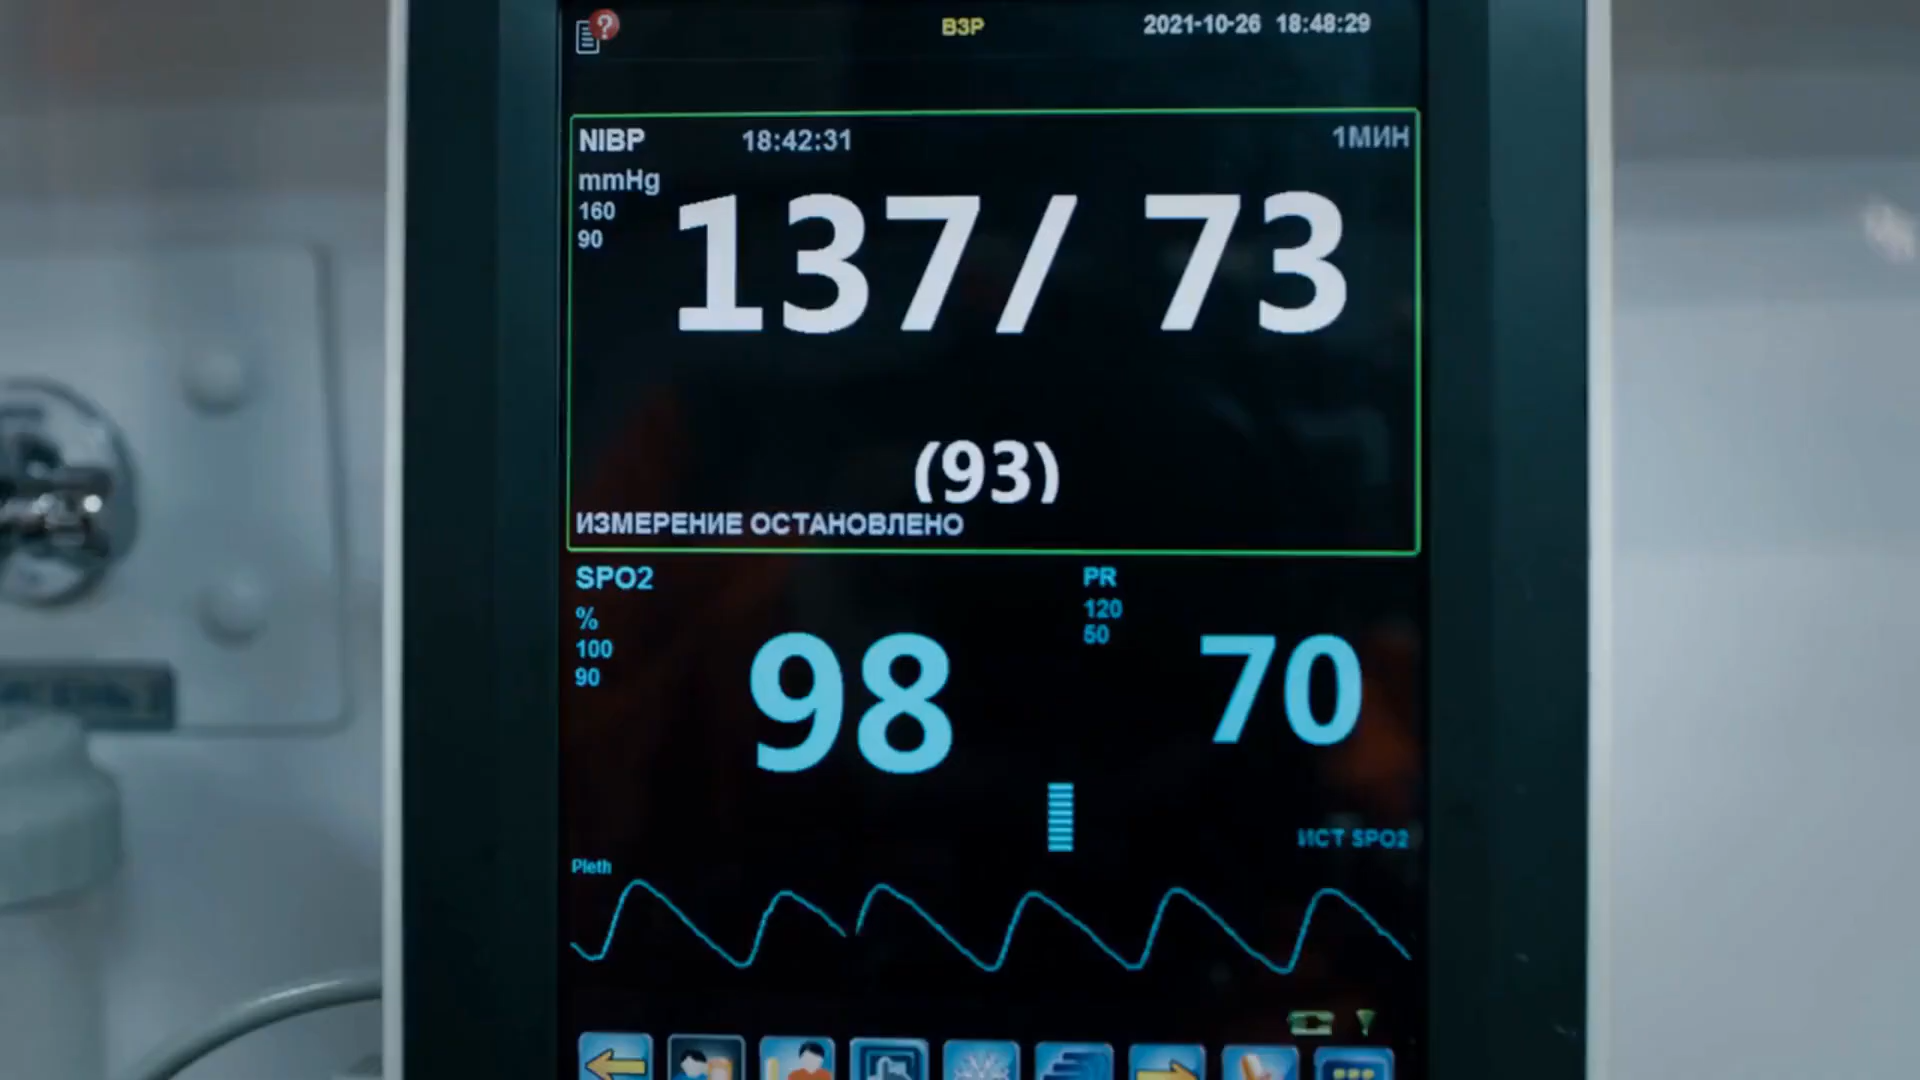 ?
ВЗР 2021-10-26 18:48:29
NIBP 18:42:31 1МИН
mmHg
160
90
137/ 73
(93)
ИЗМЕРЕНИЕ ОСТАНОВЛЕНО
SPO2
%
100
90
98
PR
120
50
70
ИСТ SPO2
Pleth